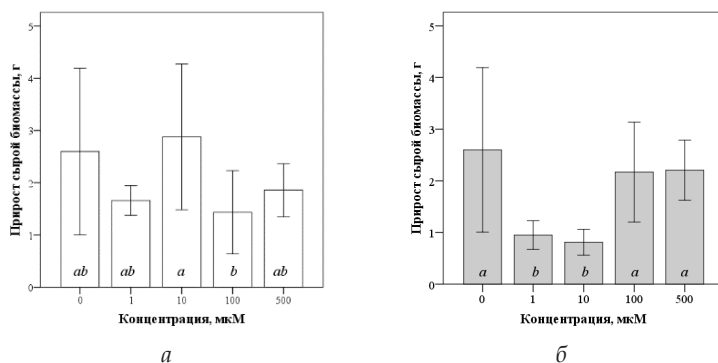 Прирост сырой биомассы, г
5
4
3
2
1
0
ab ab a b ab
0 1 10 100 500
Концентрация, мкМ
а
Прирост сырой биомассы, г
5
4
3
2
1
0
a b b a a
0 1 10 100 500
Концентрация, мкМ
б